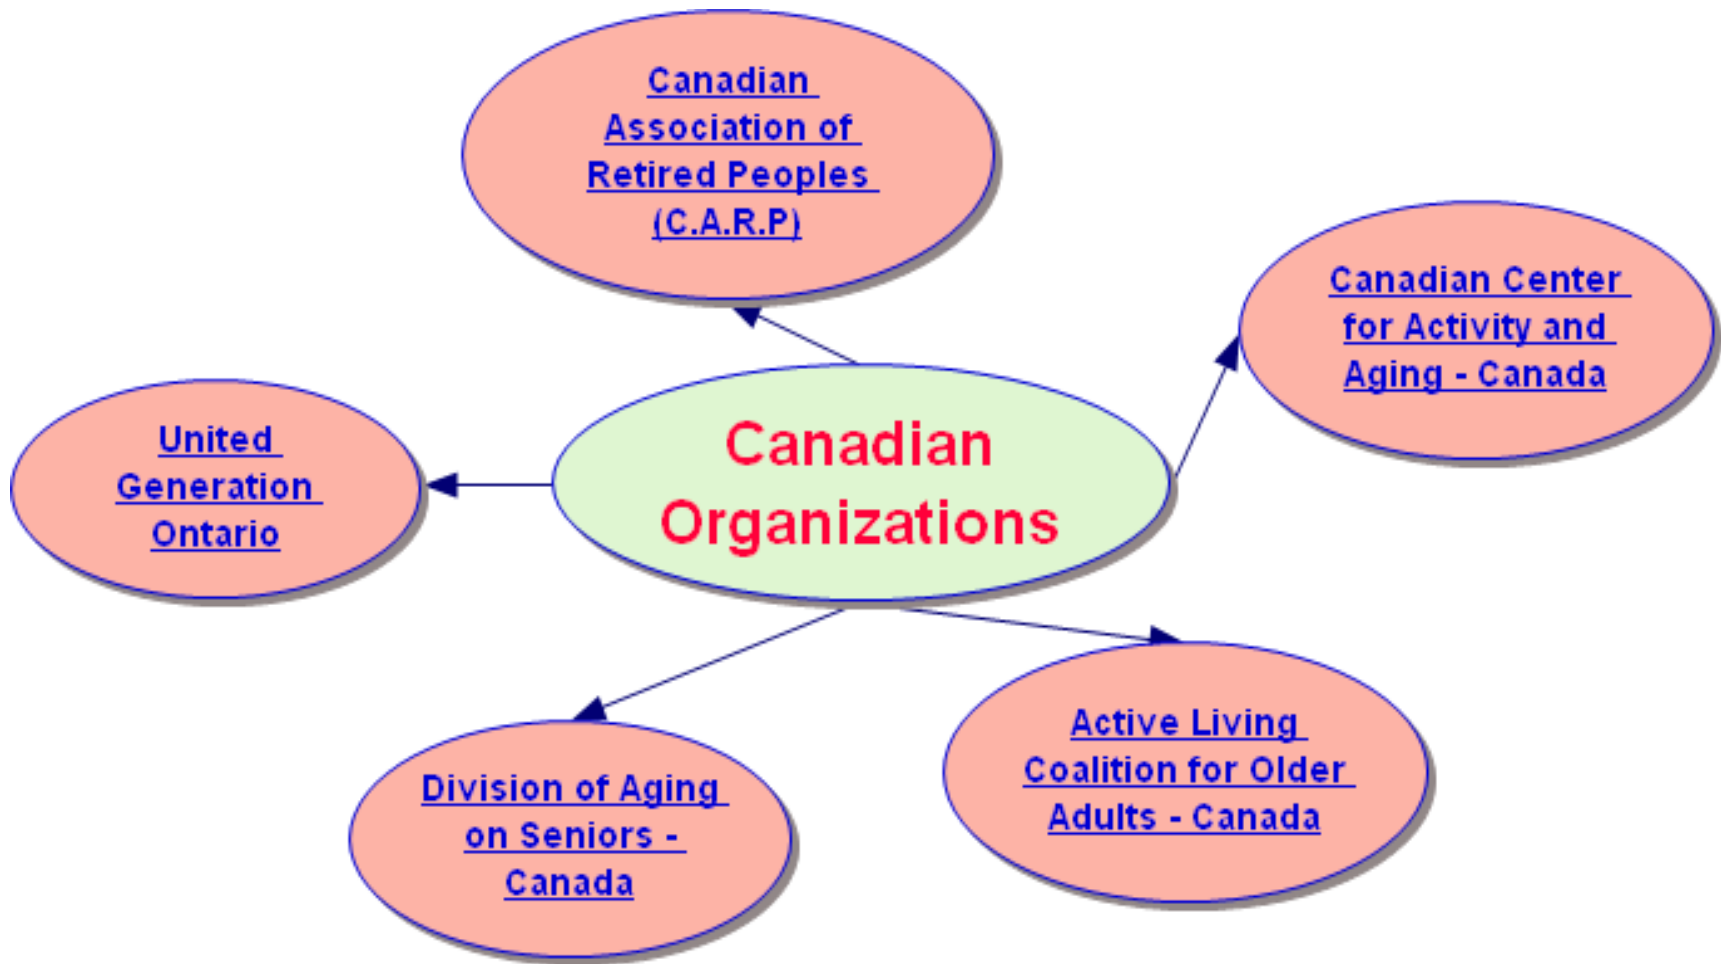 Canadian
Association of
Retired Peoples
(C.A.R.P)
Canadian Center
for Activity and
Aging - Canada
United
Generation
Ontario
Canadian
Organizations
Active Living
Coalition for Older
Adults - Canada
Division of Aging
on Seniors -
Canada